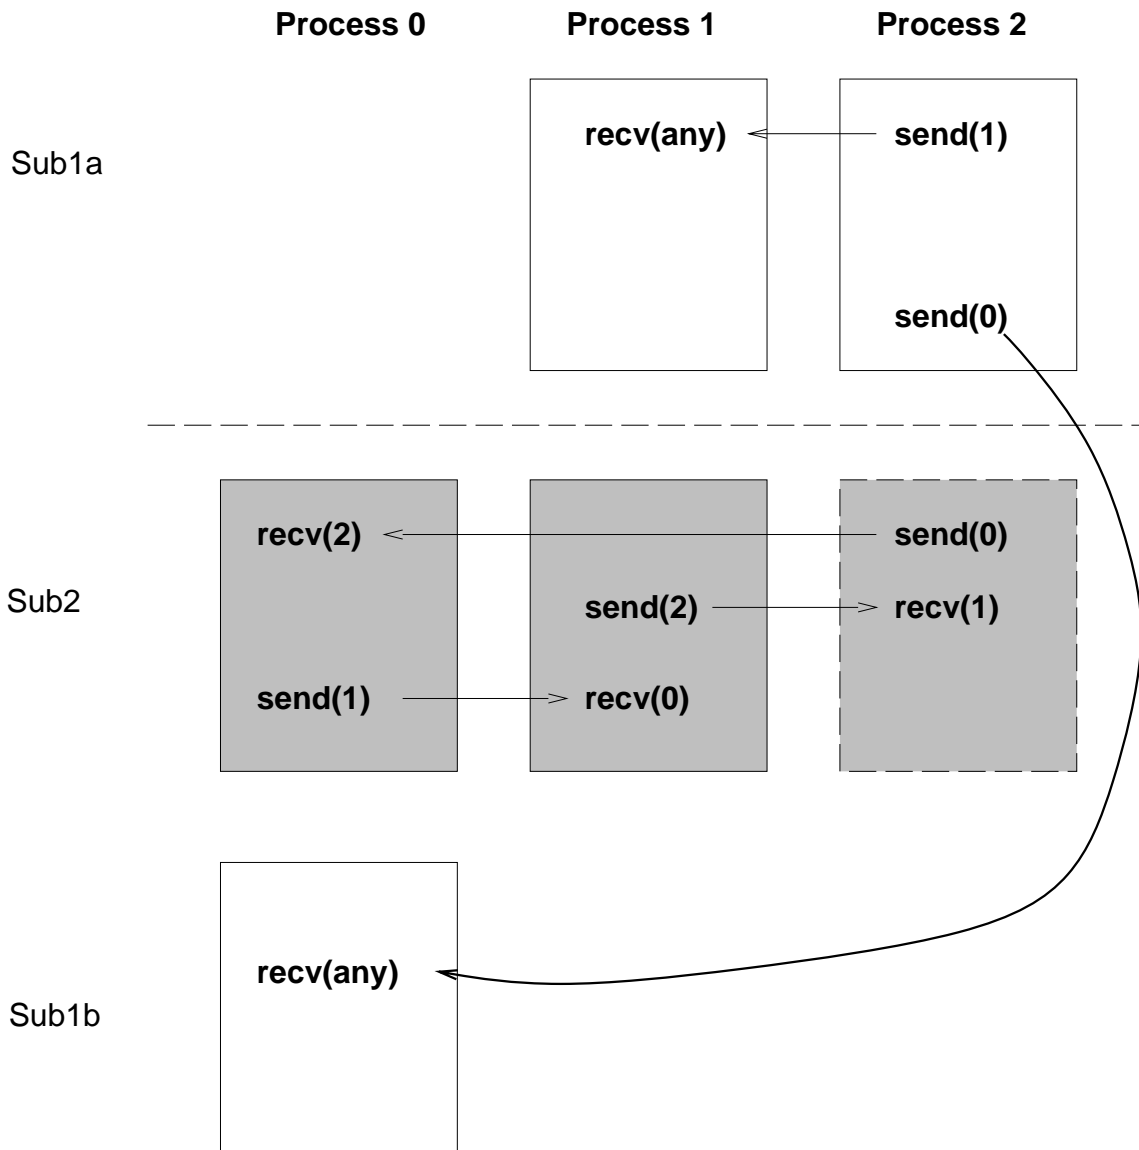 Process 0 Process 1 Process 2
recv(any) send(1)
Sub1a
send(0)
recv(2) send(0)
Sub2
send(2) recv(1)
send(1) recv(0)
recv(any)
Sub1b